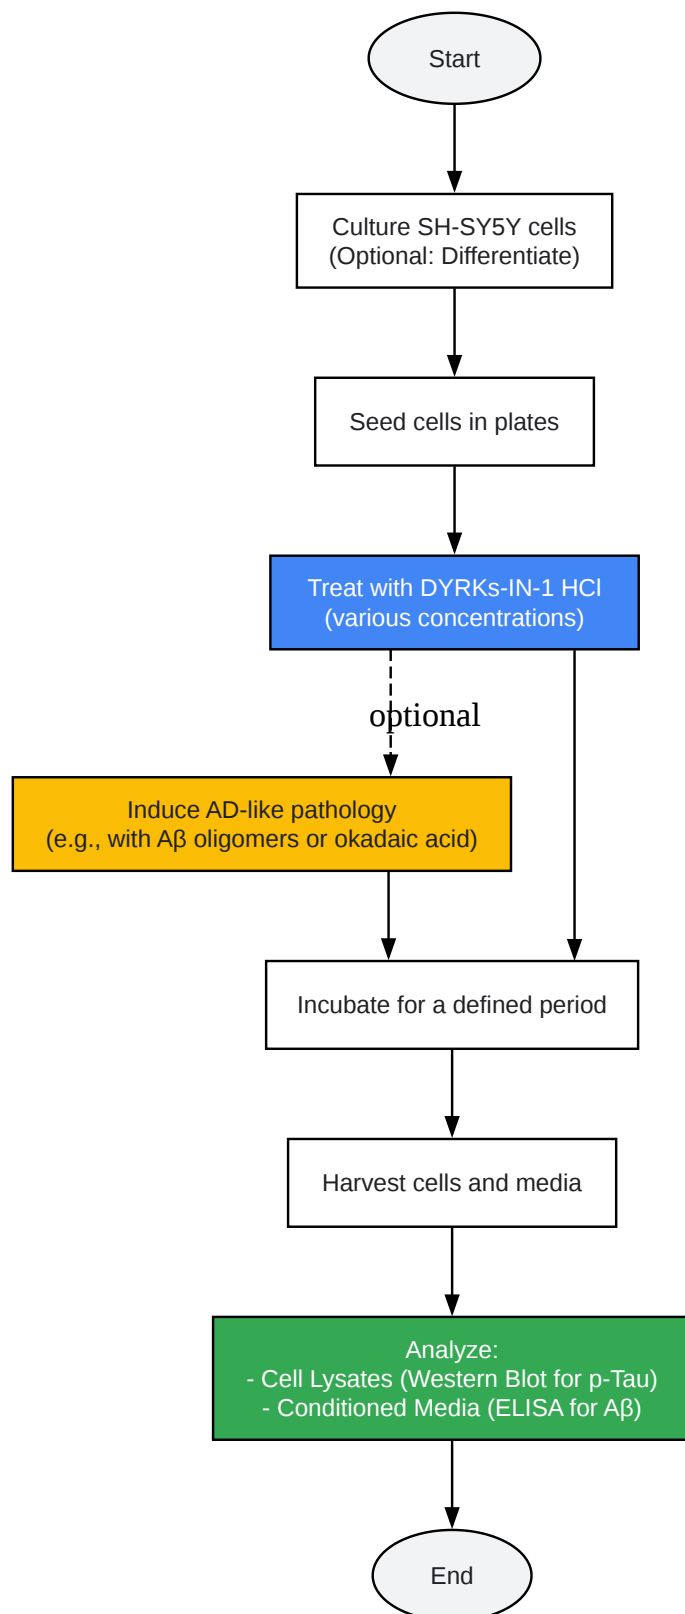 Start
Culture SH-SY5Y cells
(Optional: Differentiate)
Seed cells in plates
Treat with DYRKs-IN-1 HCl
(various concentrations)
optional
Induce AD-like pathology
(e.g., with Aβ oligomers or okadaic acid)
Incubate for a defined period
Harvest cells and media
Analyze:
- Cell Lysates (Western Blot for p-Tau)
- Conditioned Media (ELISA for Aβ)
End